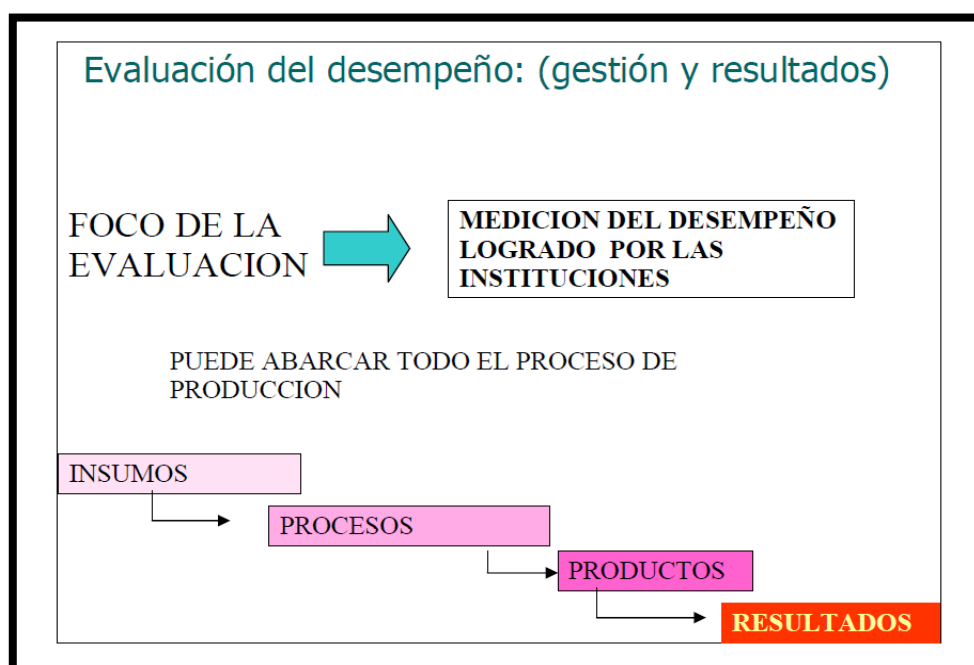 Evaluación del desempeño: (gestión y resultados)
FOCO DE LA
EVALUACION
MEDICION DEL DESEMPEÑO
LOGRADO POR LAS
INSTITUCIONES
PUEDE ABARCAR TODO EL PROCESO DE
PRODUCCION
INSUMOS
PROCESOS
PRODUCTOS
RESULTADOS